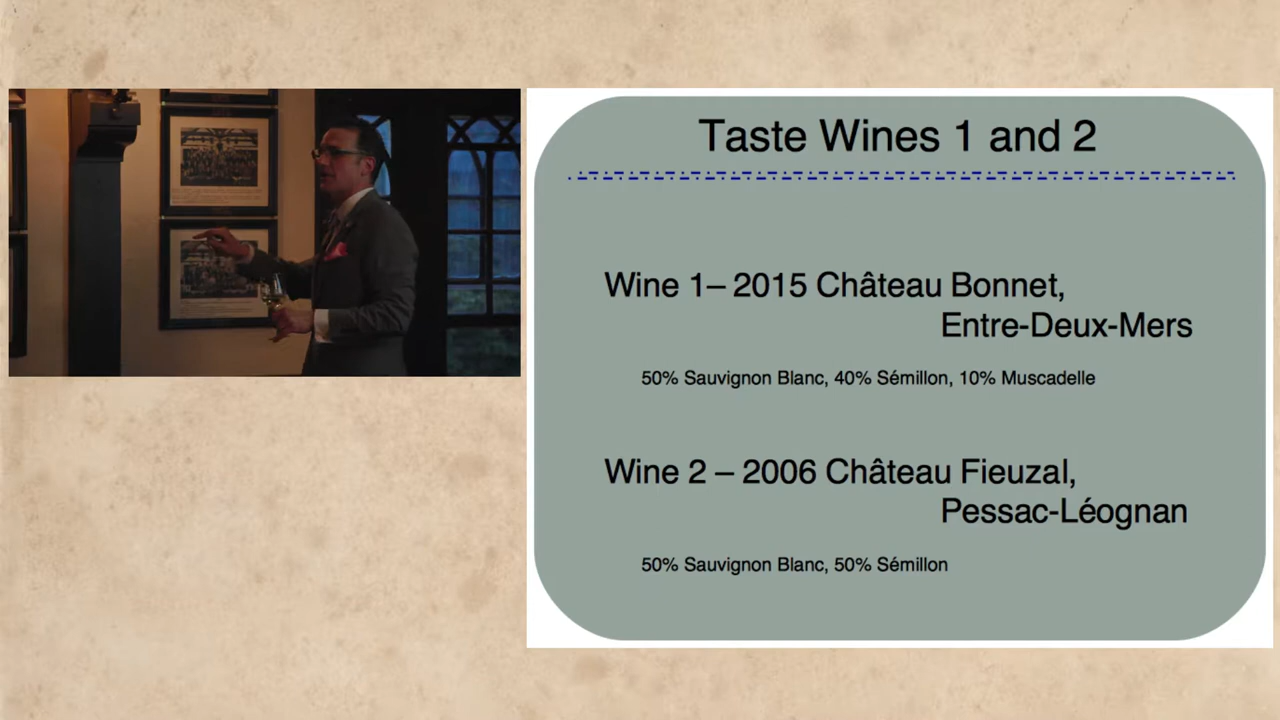 Taste Wines 1 and 2
Wine 1– 2015 Château Bonnet,
Entre-Deux-Mers
50% Sauvignon Blanc, 40% Sémillon, 10% Muscadelle
Wine 2 – 2006 Château Fieuzal,
Pessac-Léognan
50% Sauvignon Blanc, 50% Sémillon